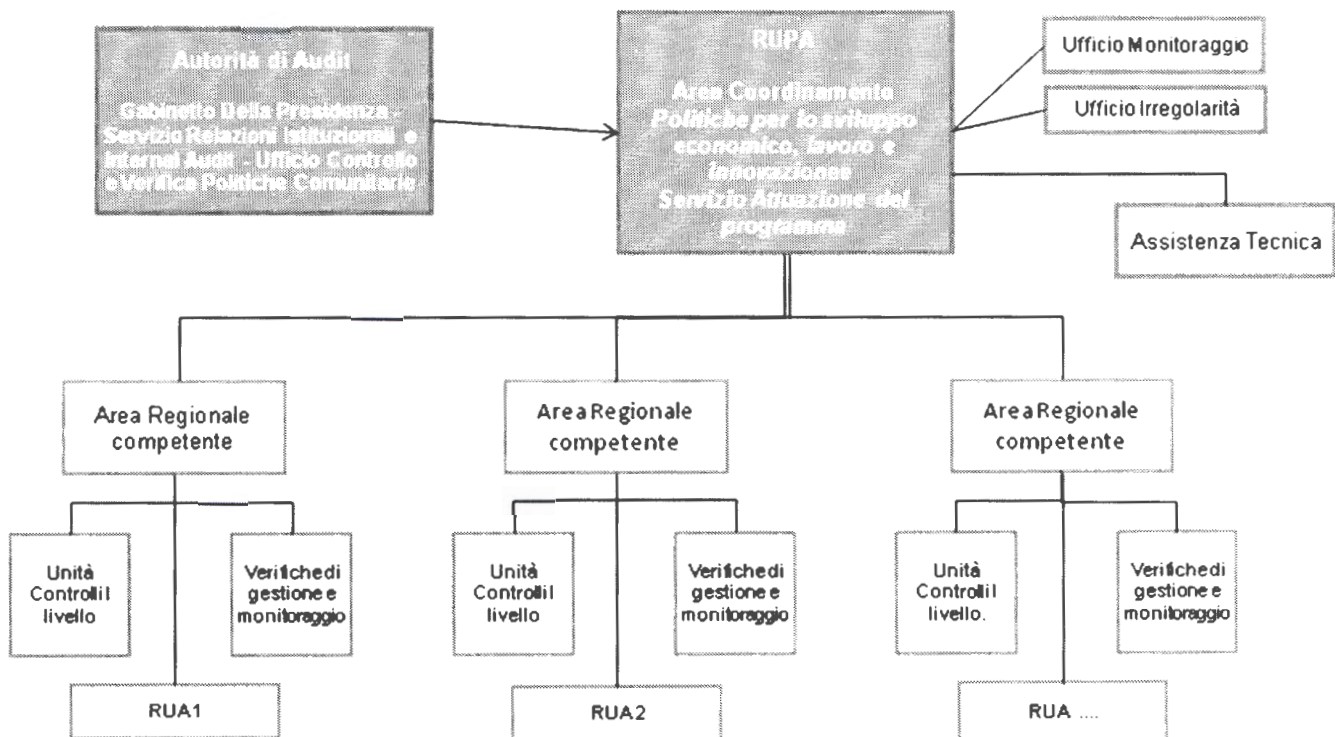 Autorità di Audit
Gabinetto Della Presidenza -
Servizio Relazioni Istituzionali e
Internal Audit - Ufficio Controllo
e Verifica Politiche Comunitarie
RUPA
Area Coordinamento
Politiche per lo sviluppo
economico, lavoro e
innovazionee
Servizio Attuazione del
programma
Ufficio Monitoraggio
Ufficio Irregolarità
Assistenza Tecnica
Area Regionale
competente
Area Regionale
competente
Area Regionale
competente
Unità
Controlli I
livello
Verifiche di
gestione e
monitoraggio
Unità
Controlli I
livello
Verifiche di
gestione e
monitoraggio
Unità
Controlli I
livello.
Verifiche di
gestione e
monitoraggio
RUA1
RUA2
RUA ....